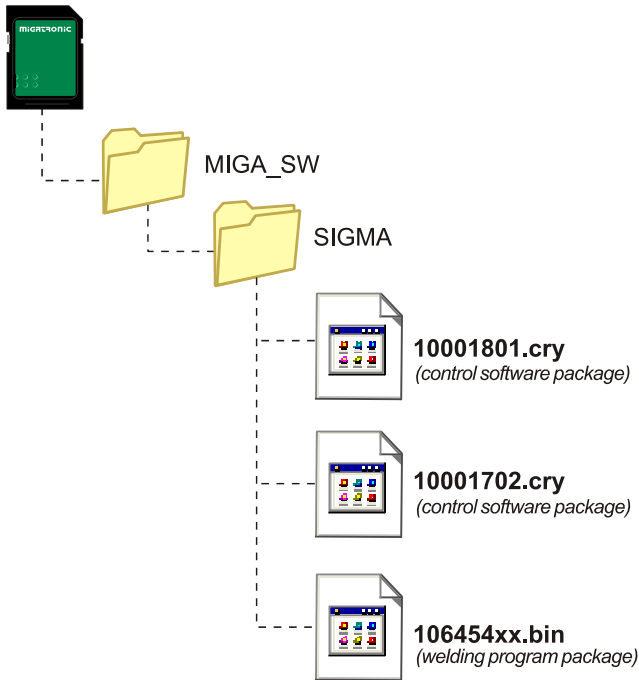 MIGATRONIC
MIGA_SW
SIGMA
10001801.cry
(control software package)
10001702.cry
(control software package)
106454xx.bin
(welding program package)